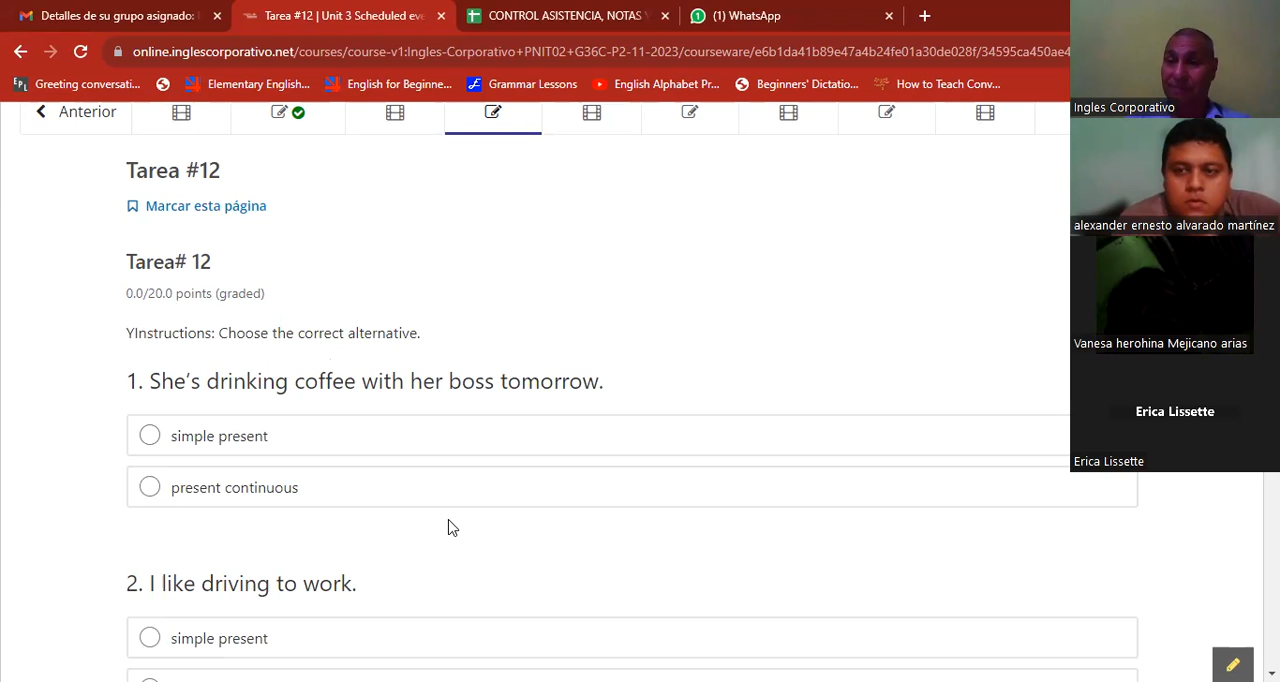 Detalles de su grupo asignado:
Tarea #12 | Unit 3 Scheduled eve
CONTROL ASISTENCIA, NOTAS Y
(1) WhatsApp
online.inglescorporativo.net/courses/course-v1:Ingles-Corporativo+PNIT02+G36C-P2-11-2023/courseware/e6b1da41b89e47a4b24fe01a30de028f/34595ca450ae4
EPL Greeting conversati...
Elementary English...
English for Beginne...
Grammar Lessons
English Alphabet Pr...
Beginners' Dictatio...
How to Teach Conv...
Anterior
Tarea #12
Marcar esta página
Tarea# 12
0.0/20.0 points (graded)
YInstructions: Choose the correct alternative.
1. She’s drinking coffee with her boss tomorrow.
simple present
present continuous
2. I like driving to work.
simple present
Ingles Corporativo
alexander ernesto alvarado martínez
Vanesa herohina Mejicano arias
Erica Lissette
Erica Lissette